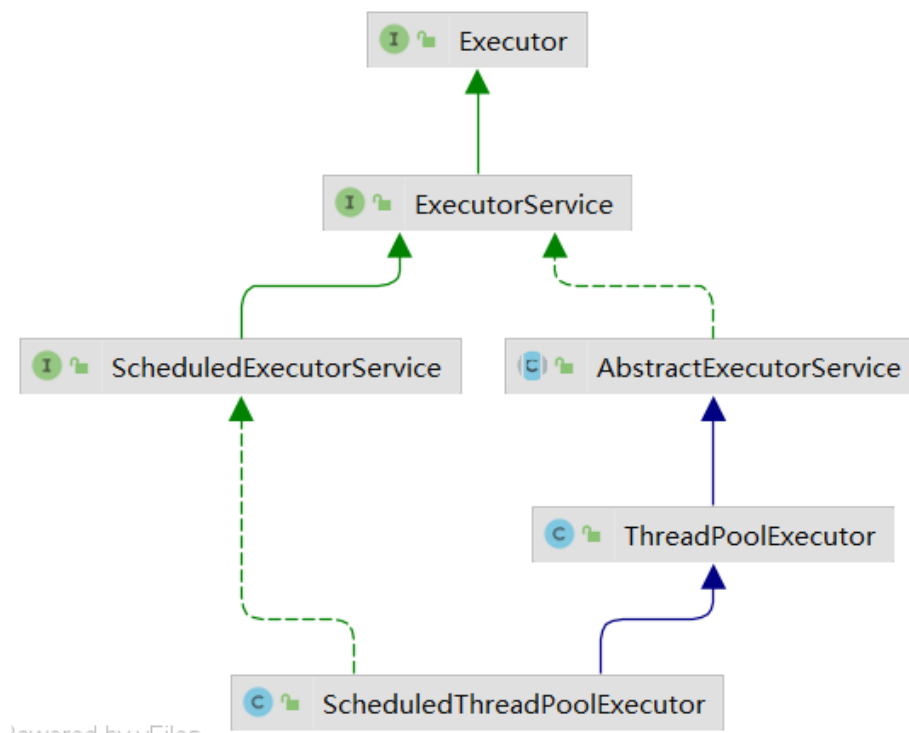 Executor
ExecutorService
ScheduledExecutorService
AbstractExecutorService
ThreadPoolExecutor
ScheduledThreadPoolExecutor